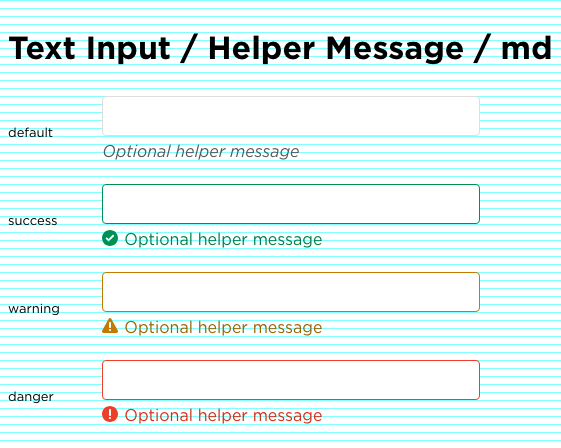 Text Input / Helper Message / md
default
Optional helper message
success
Optional helper message
warning
Optional helper message
danger
Optional helper message